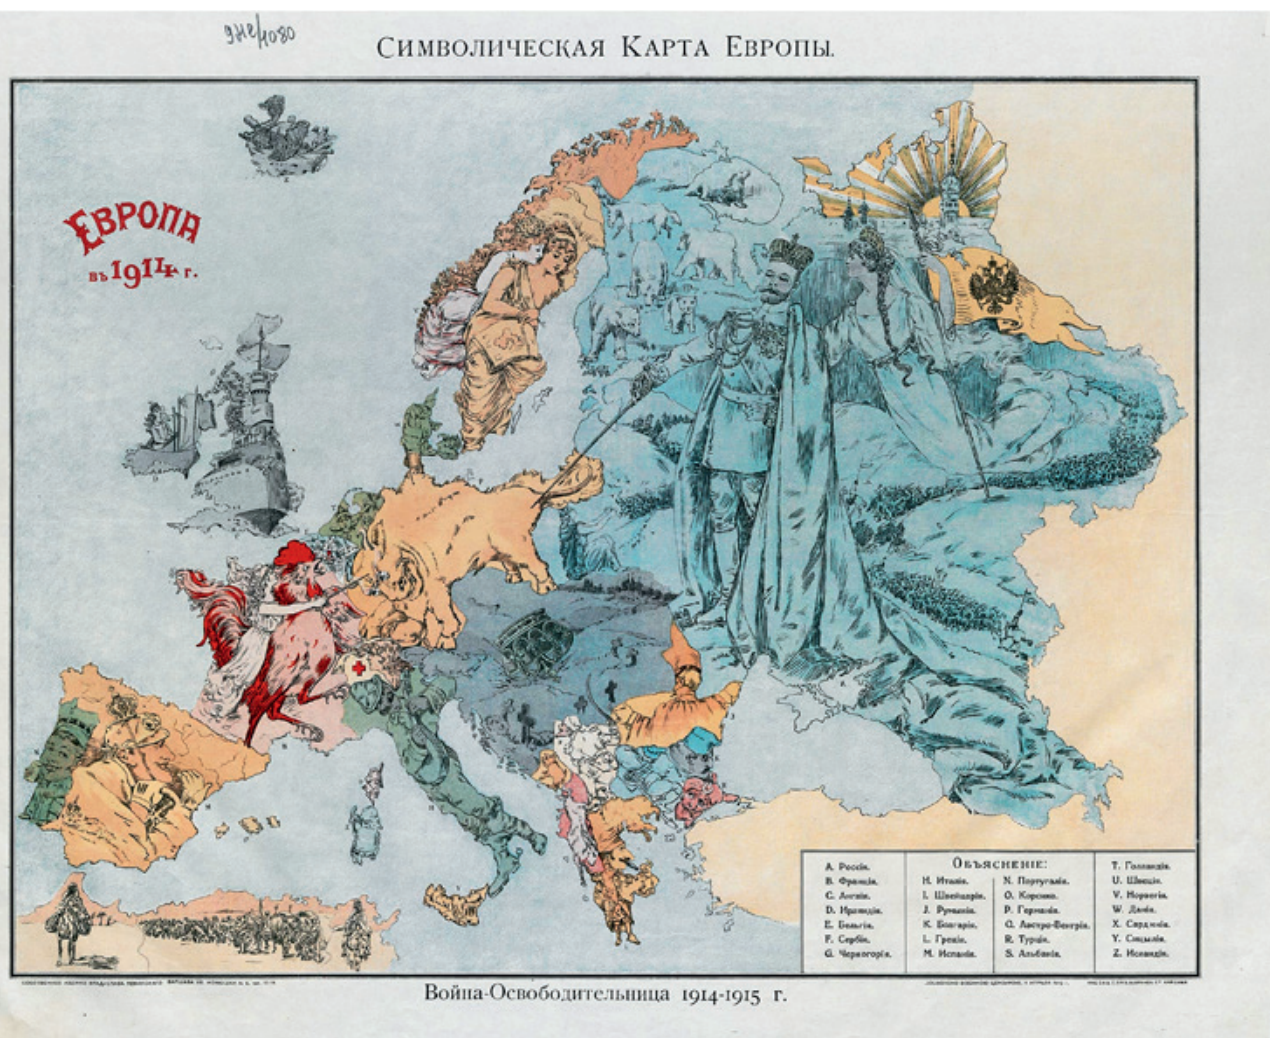 Символическая Карта Европы.
Европа
въ 1914 г.
Объясненіе:
A. Россія.
B. Франція.
C. Англія.
D. Ирландія.
E. Бельгія.
F. Сербія.
G. Черногорія.
H. Италія.
I. Швейцарія.
J. Румынія.
K. Болгарія.
L. Греція.
M. Испанія.
N. Португалія.
O. Корсика.
P. Германія.
Q. Австро-Венгрія.
R. Турція.
S. Албанія.
T. Голландія.
U. Швеція.
V. Норвегія.
W. Данія.
X. Сардинія.
Y. Сицилія.
Z. Исландія.
Война-Освободительница 1914-1915 г.